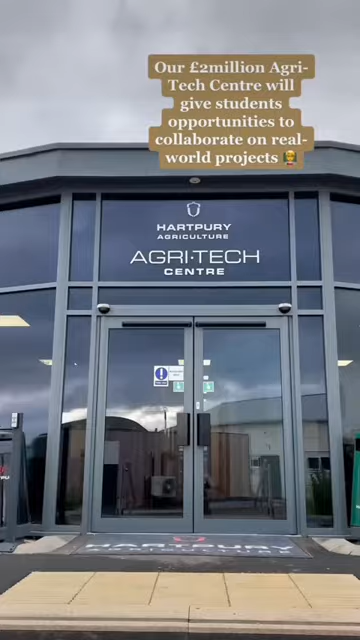 Our £2million Agri-
Tech Centre will
give students
opportunities to
collaborate on real-
world projects 👩‍🌾
HARTPURY
AGRICULTURE
AGRI·TECH
CENTRE
HARTPURY